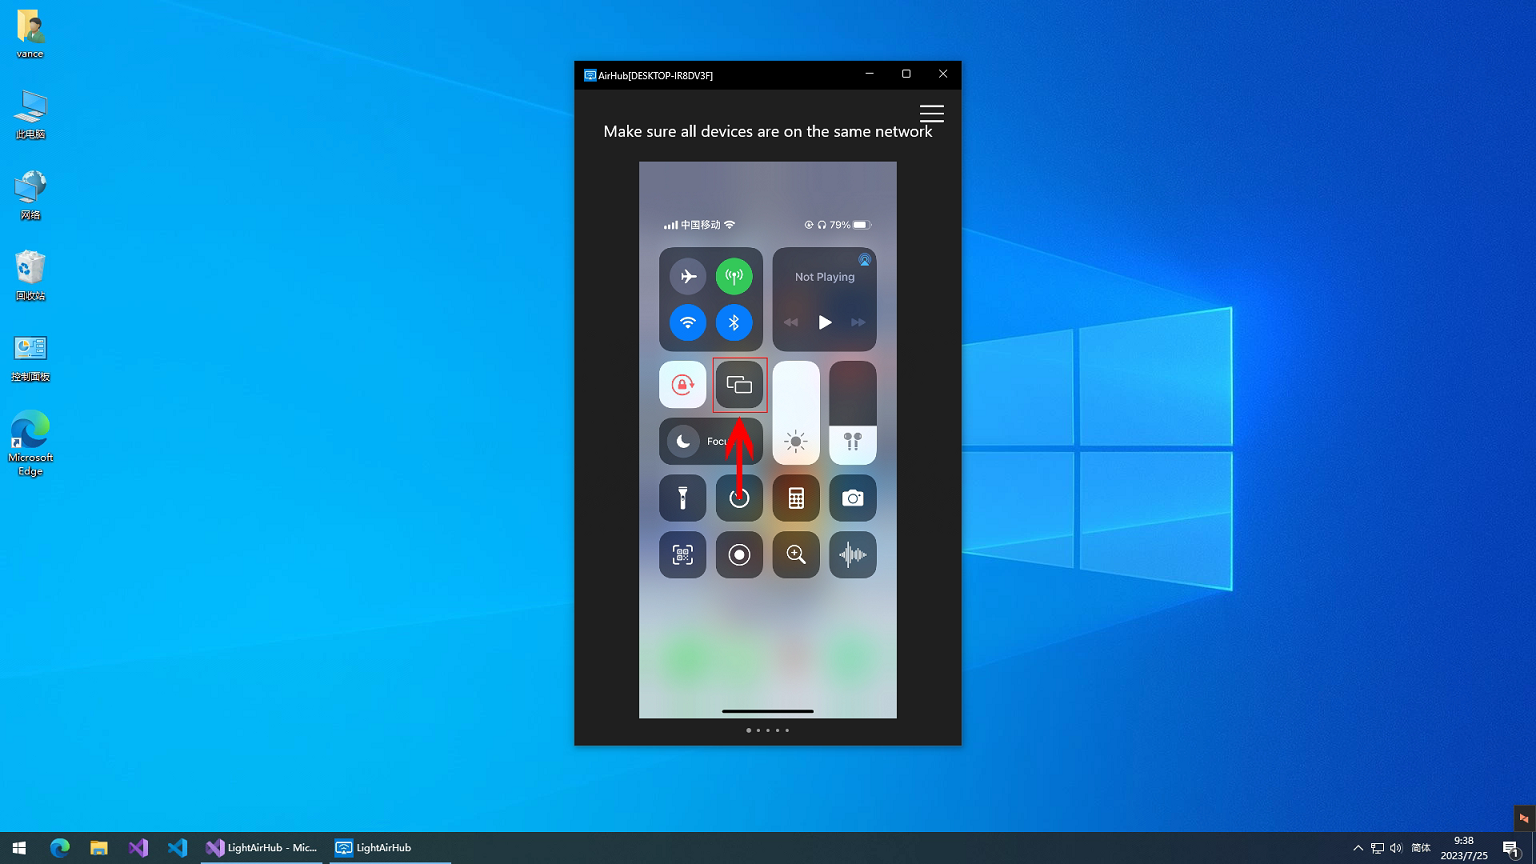 vance
此电脑
网络
回收站
控制面板
Microsoft
Edge
AirHub[DESKTOP-IR8DV3F]
Make sure all devices are on the same network
中国移动
79%
Not Playing
LightAirHub - Mic...
LightAirHub
简体
9:38
2023/7/25
1